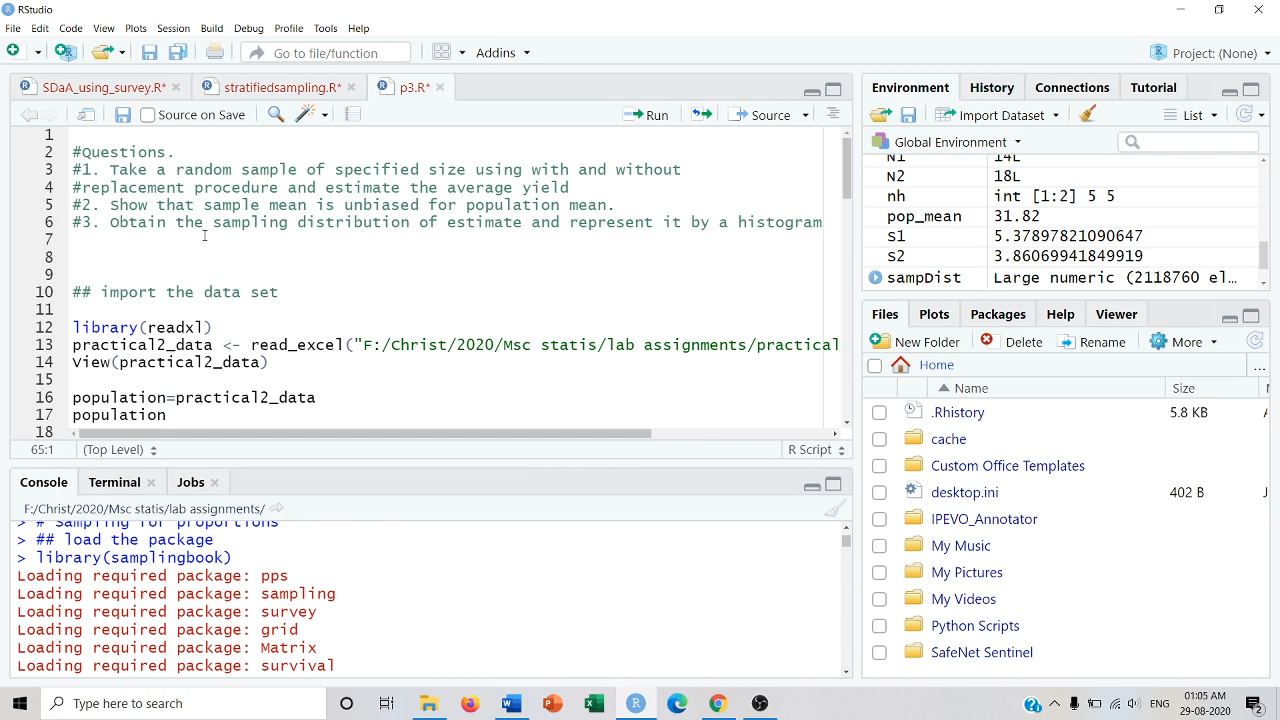 RStudio
File Edit Code View Plots Session Build Debug Profile Tools Help
Go to file/function Addins Project: (None)
SDaA_using_survey.R* stratifiedsampling.R* p3.R*
Source on Save Run Source
1
2 #Questions.
3 #1. Take a random sample of specified size using with and without
4 #replacement procedure and estimate the average yield
5 #2. Show that sample mean is unbiased for population mean.
6 #3. Obtain the sampling distribution of estimate and represent it by a histogram
7
8
9
10 ## import the data set
11
12 library(readxl)
13 practical2_data <- read_excel("F:/Christ/2020/Msc statis/lab assignments/practical
14 View(practical2_data)
15
16 population=practical2_data
17 population
18
65:1 (Top Level) R Script
Console Terminal Jobs
F:/Christ/2020/Msc statis/lab assignments/
> # Sampling for proportions
> ## load the package
> library(samplingbook)
Loading required package: pps
Loading required package: sampling
Loading required package: survey
Loading required package: grid
Loading required package: Matrix
Loading required package: survival
Environment History Connections Tutorial
Import Dataset List
Global Environment
N1 14L
N2 18L
nh int [1:2] 5 5
pop_mean 31.82
S1 5.37897821090647
S2 3.86069941849919
sampDist Large numeric (2118760 el...
Files Plots Packages Help Viewer
New Folder Delete Rename More
Home ...
Name Size M
.Rhistory 5.8 KB A
cache
Custom Office Templates
desktop.ini 402 B J
IPEVO_Annotator
My Music
My Pictures
My Videos
Python Scripts
SafeNet Sentinel
Type here to search
01:05 AM
29-08-2020
2